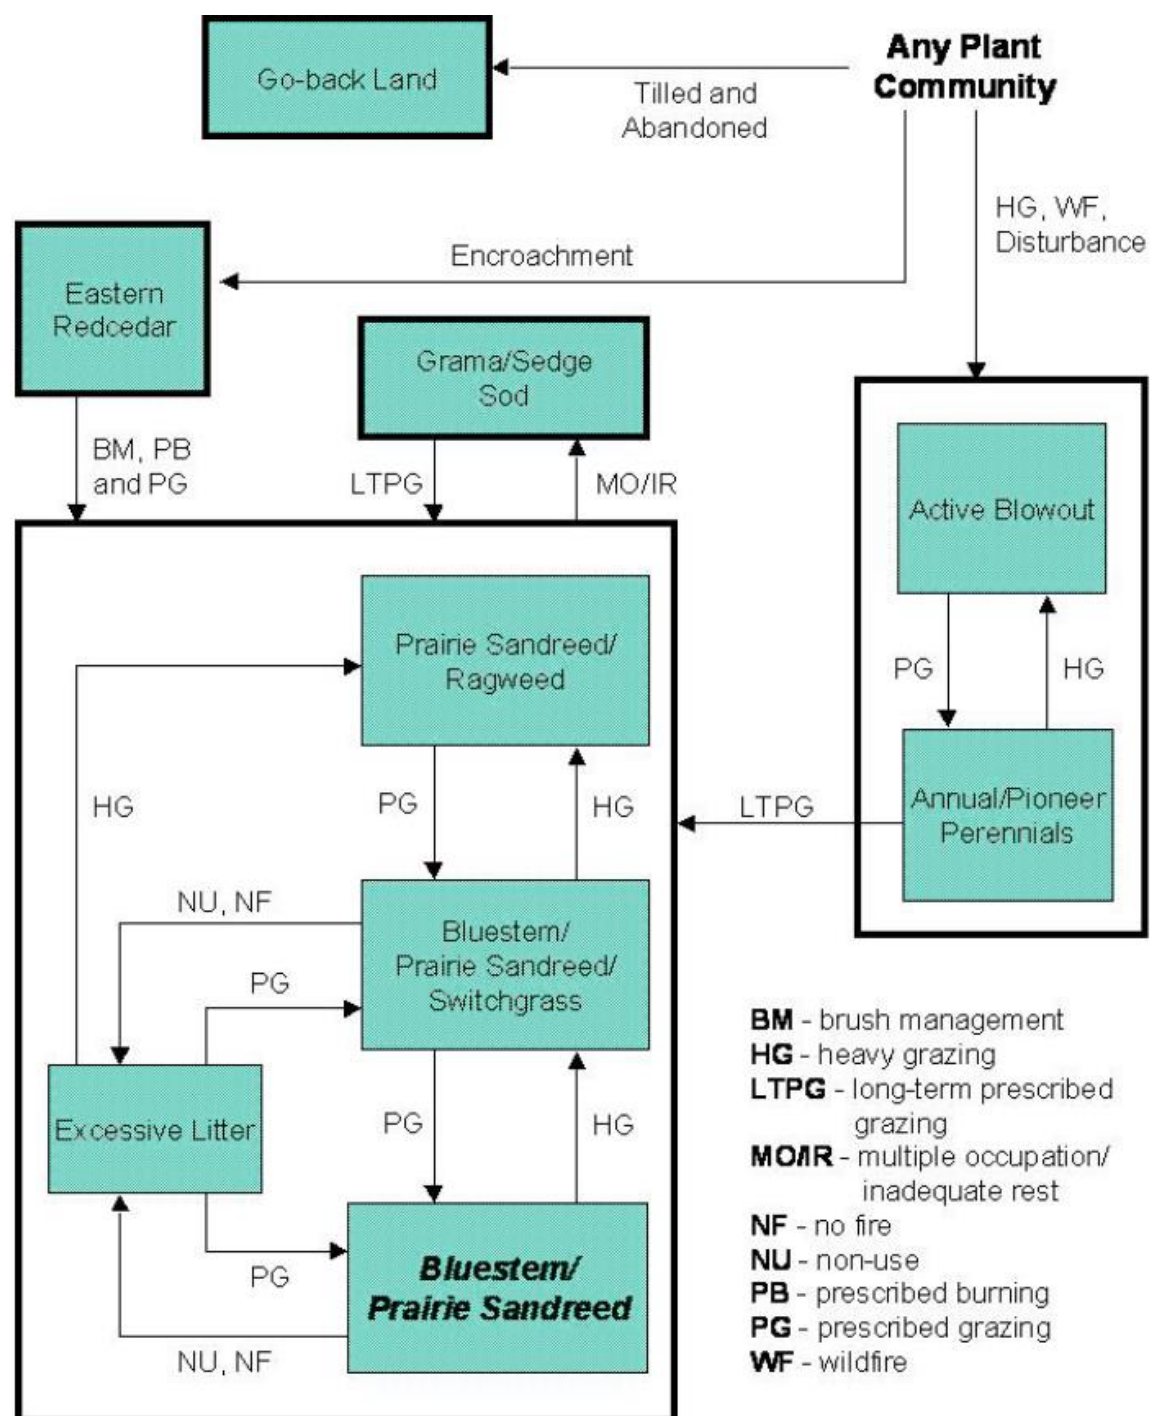 Go-back Land
Any Plant
Community
Tilled and
Abandoned
HG, WF,
Disturbance
Encroachment
Eastern
Redcedar
Grama/Sedge
Sod
BM, PB
and PG
LTPG
MO/IR
Active Blowout
PG
HG
Annual/Pioneer
Perennials
LTPG
Prairie Sandreed/
Ragweed
HG
PG
HG
NU, NF
Bluestem/
Prairie Sandreed/
Switchgrass
PG
Excessive Litter
PG
HG
PG
Bluestem/
Prairie Sandreed
NU, NF
BM - brush management
HG - heavy grazing
LTPG - long-term prescribed
grazing
MO/IR - multiple occupation/
inadequate rest
NF - no fire
NU - non-use
PB - prescribed burning
PG - prescribed grazing
WF - wildfire